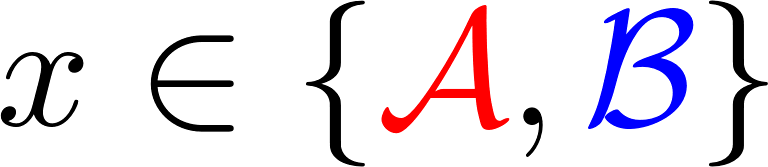 x ∈ {𝒜, ℬ}